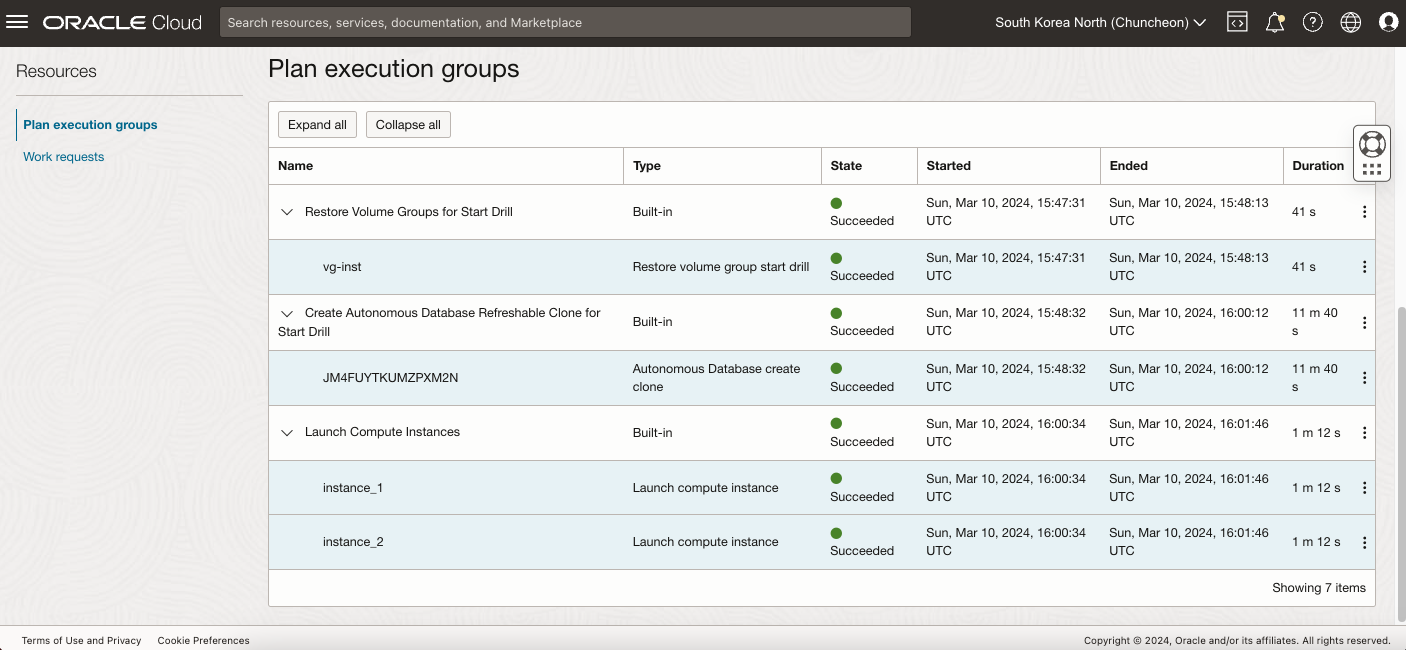 ORACLE Cloud
Search resources, services, documentation, and Marketplace
South Korea North (Chuncheon)
Resources
Plan execution groups
Work requests
Plan execution groups
Expand all
Collapse all
Name Type State Started Ended Duration
Restore Volume Groups for Start Drill
Built-in
Succeeded
Sun, Mar 10, 2024, 15:47:31
UTC
Sun, Mar 10, 2024, 15:48:13
UTC
41 s
vg-inst
Restore volume group start drill
Succeeded
Sun, Mar 10, 2024, 15:47:31
UTC
Sun, Mar 10, 2024, 15:48:13
UTC
41 s
Create Autonomous Database Refreshable Clone for
Start Drill
Built-in
Succeeded
Sun, Mar 10, 2024, 15:48:32
UTC
Sun, Mar 10, 2024, 16:00:12
UTC
11 m 40
s
JM4FUYTKUMZPXM2N
Autonomous Database create
clone
Succeeded
Sun, Mar 10, 2024, 15:48:32
UTC
Sun, Mar 10, 2024, 16:00:12
UTC
11 m 40
s
Launch Compute Instances
Built-in
Succeeded
Sun, Mar 10, 2024, 16:00:34
UTC
Sun, Mar 10, 2024, 16:01:46
UTC
1 m 12 s
instance_1
Launch compute instance
Succeeded
Sun, Mar 10, 2024, 16:00:34
UTC
Sun, Mar 10, 2024, 16:01:46
UTC
1 m 12 s
instance_2
Launch compute instance
Succeeded
Sun, Mar 10, 2024, 16:00:34
UTC
Sun, Mar 10, 2024, 16:01:46
UTC
1 m 12 s
Showing 7 items
Terms of Use and Privacy
Cookie Preferences
Copyright © 2024, Oracle and/or its affiliates. All rights reserved.